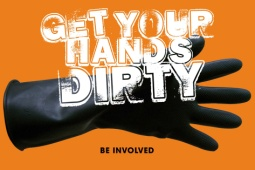 GET YOUR
HANDS
DIRTY
BE INVOLVED